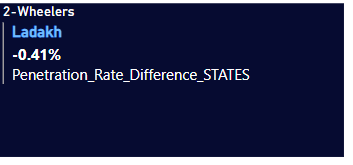 2-Wheelers
Ladakh
-0.41%
Penetration_Rate_Difference_STATES